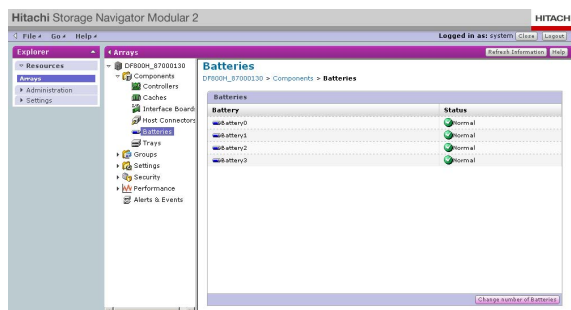 Hitachi Storage Navigator Modular 2
HITACHI
File Go Help
Logged in as: system Close Logout
Explorer
Arrays
Refresh Information Help
Resources
Arrays
Administration
Settings
DF800H_87000130
Components
Controllers
Caches
Interface Boards
Host Connectors
Batteries
Trays
Groups
Settings
Security
Performance
Alerts & Events
Batteries
DF800H_87000130 > Components > Batteries
Batteries
Battery Status
Battery0 Normal
Battery1 Normal
Battery2 Normal
Battery3 Normal
Change number of Batteries